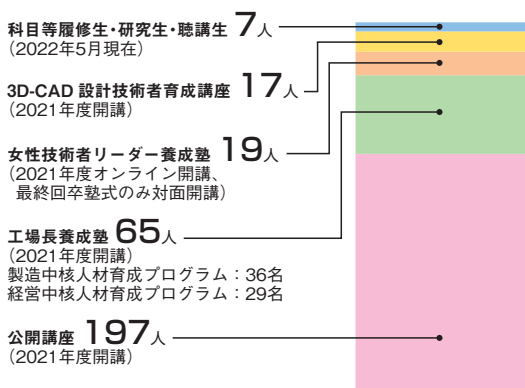 科目等履修生・研究生・聴講生 7人
(2022年5月現在)
3D-CAD 設計技術者育成講座 17人
(2021年度開講)
女性技術者リーダー養成塾 19人
(2021年度オンライン開講、
最終回卒塾式のみ対面開講)
工場長養成塾 65人
(2021年度開講)
製造中核人材育成プログラム：36名
経営中核人材育成プログラム：29名
公開講座 197人
(2021年度開講)